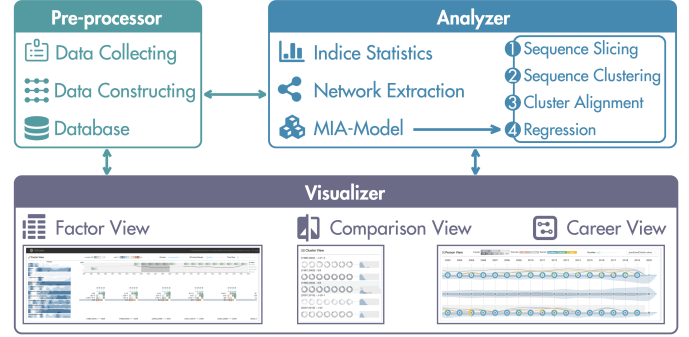 Pre-processor
Data Collecting
Data Constructing
Database
Analyzer
Indice Statistics
Network Extraction
MIA-Model
1 Sequence Slicing
2 Sequence Clustering
3 Cluster Alignment
4 Regression
Visualizer
Factor View
Comparison View
Career View